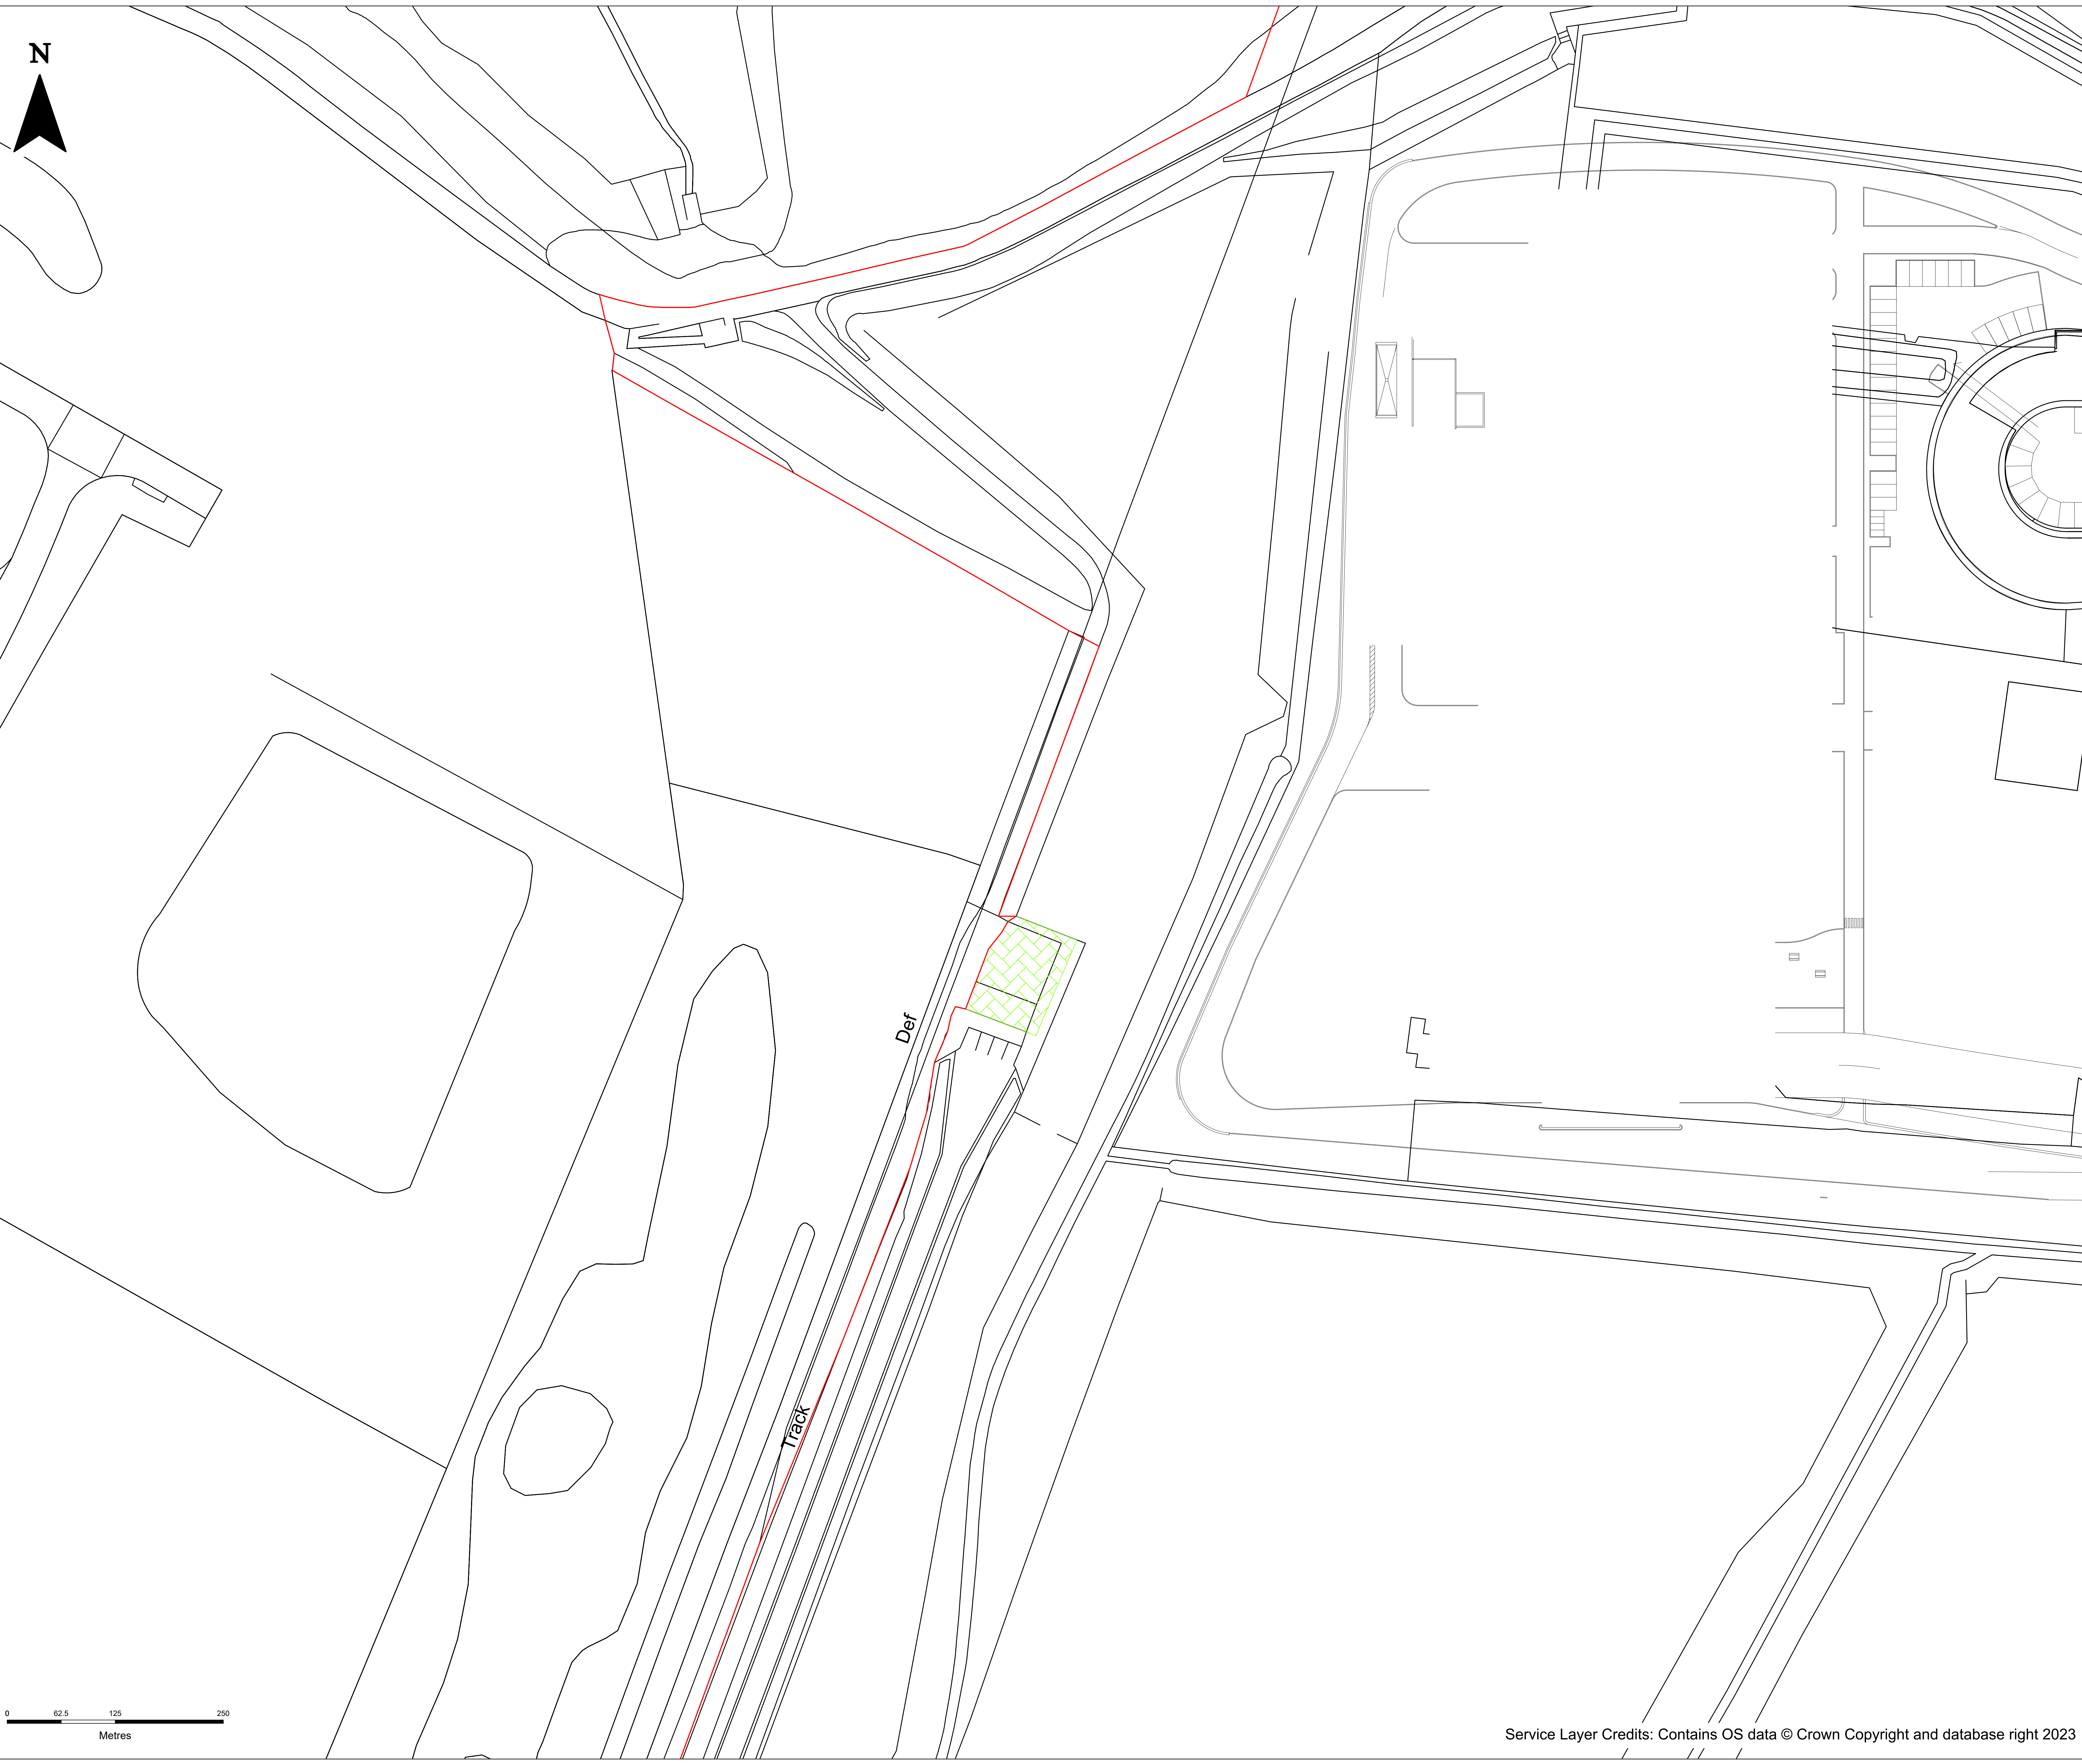 N
Def
Track
0 62.5 125 250
Metres
Service Layer Credits: Contains OS data © Crown Copyright and database right 2023